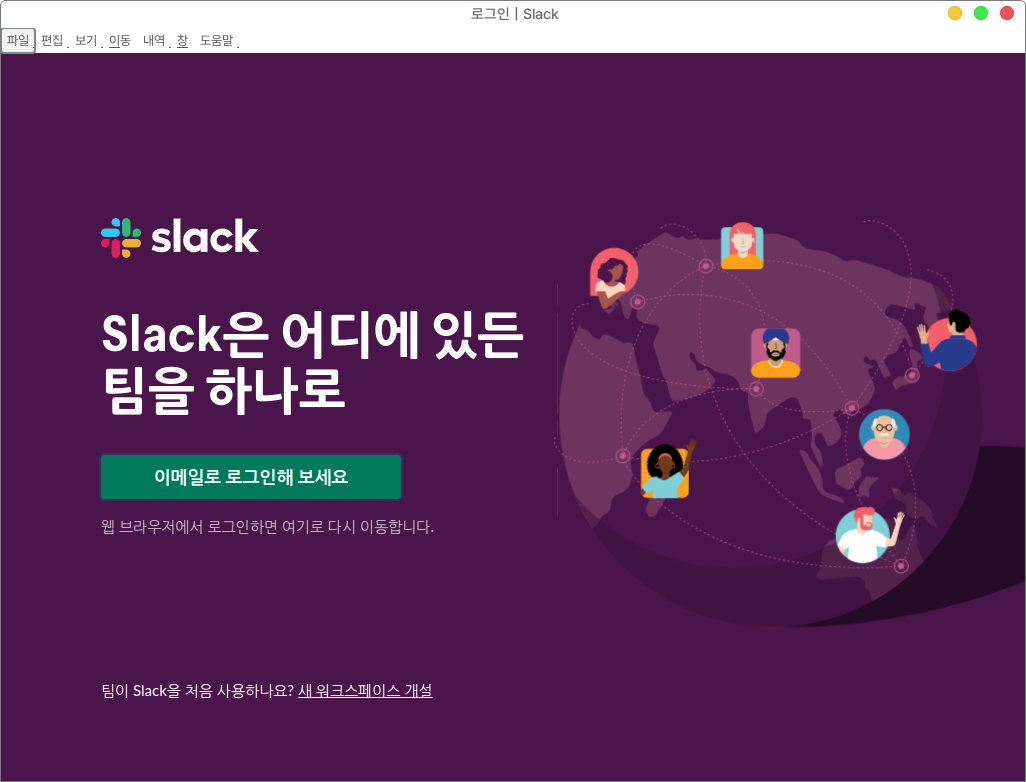 로그인 | Slack
파일 편집 보기 이동 내역 창 도움말
slack
Slack은 어디에 있든
팀을 하나로
이메일로 로그인해 보세요
웹 브라우저에서 로그인하면 여기로 다시 이동합니다.
팀이 Slack을 처음 사용하나요? 새 워크스페이스 개설